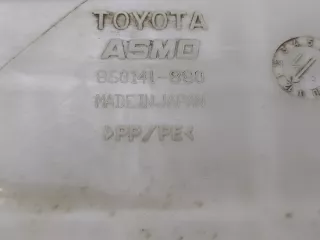 TOYOTA
ASMO
860141-980
MADE IN JAPAN
>PP/PE<